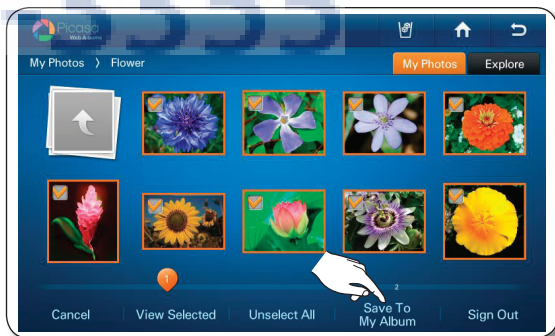 Picasa
Web Albums
My Photos > Flower
My Photos
Explore
1
2
Cancel
View Selected
Unselect All
Save To
My Album
Sign Out